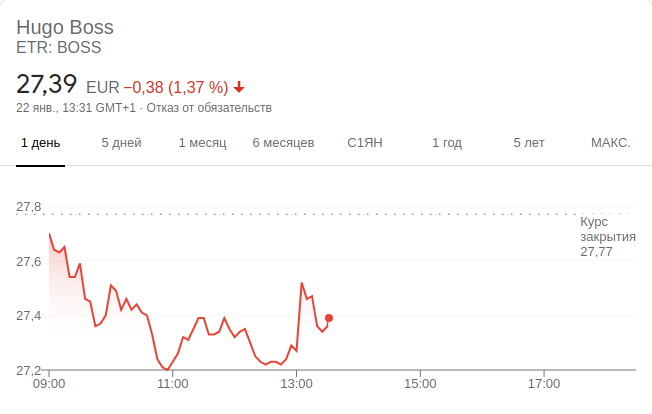 Hugo Boss
ETR: BOSS
27,39 EUR −0,38 (1,37 %)
22 янв., 13:31 GMT+1 · Отказ от обязательств
1 день 5 дней 1 месяц 6 месяцев С1ЯН 1 год 5 лет МАКС.
27,8
Курс
закрытия
27,77
27,6
27,4
27,2
09:00 11:00 13:00 15:00 17:00